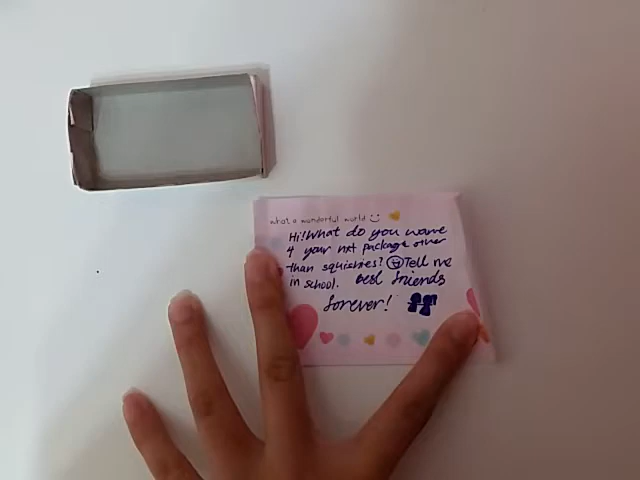 what a wonderful world
Hi! What do you wane
4 your nxt package other
than squishies? Tell me
in school. Best friends
forever!